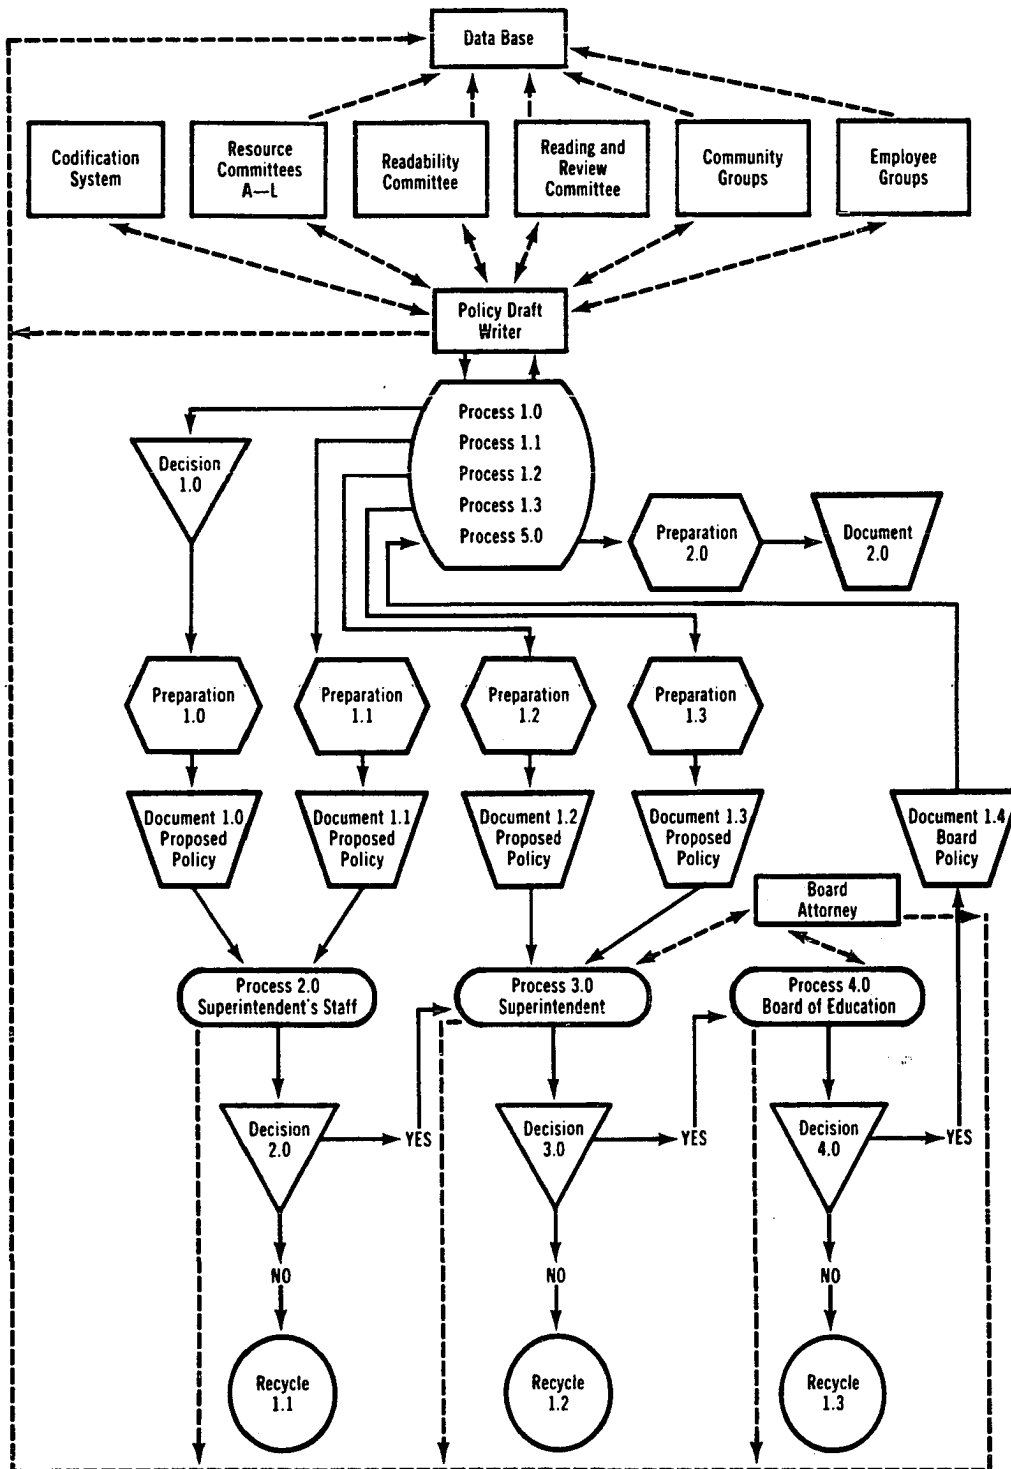 Data Base
Codification
System
Resource
Committees
A—L
Readability
Committee
Reading and
Review
Committee
Community
Groups
Employee
Groups
Policy Draft
Writer
Process 1.0
Process 1.1
Process 1.2
Process 1.3
Process 5.0
Decision
1.0
Preparation
2.0
Document
2.0
Preparation
1.0
Preparation
1.1
Preparation
1.2
Preparation
1.3
Document 1.0
Proposed
Policy
Document 1.1
Proposed
Policy
Document 1.2
Proposed
Policy
Document 1.3
Proposed
Policy
Document 1.4
Board
Policy
Board
Attorney
Process 2.0
Superintendent's Staff
Process 3.0
Superintendent
Process 4.0
Board of Education
Decision
2.0
YES
Decision
3.0
YES
Decision
4.0
YES
NO
NO
NO
Recycle
1.1
Recycle
1.2
Recycle
1.3